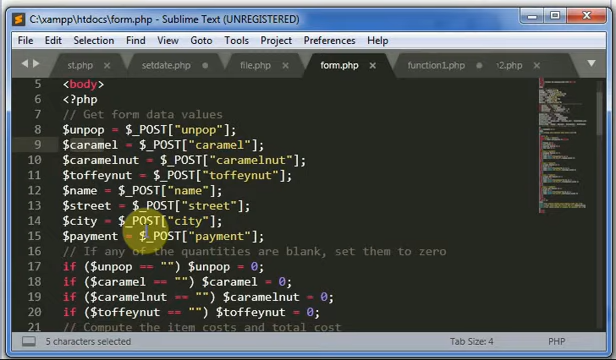 C:\xampp\htdocs\form.php - Sublime Text (UNREGISTERED)
File Edit Selection Find View Goto Tools Project Preferences Help
st.php setdate.php file.php form.php function1.php r2.php
5 <body>
6 <?php
7 // Get form data values
8 $unpop = $_POST["unpop"];
9 $caramel = $_POST["caramel"];
10 $caramelnut = $_POST["caramelnut"];
11 $toffeynut = $_POST["toffeynut"];
12 $name = $_POST["name"];
13 $street = $_POST["street"];
14 $city = $_POST["city"];
15 $payment = $_POST["payment"];
16 // If any of the quantities are blank, set them to zero
17 if ($unpop == "") $unpop = 0;
18 if ($caramel == "") $caramel = 0;
19 if ($caramelnut == "") $caramelnut = 0;
20 if ($toffeynut == "") $toffeynut = 0;
21 // Compute the item costs and total cost
5 characters selected Tab Size: 4 PHP